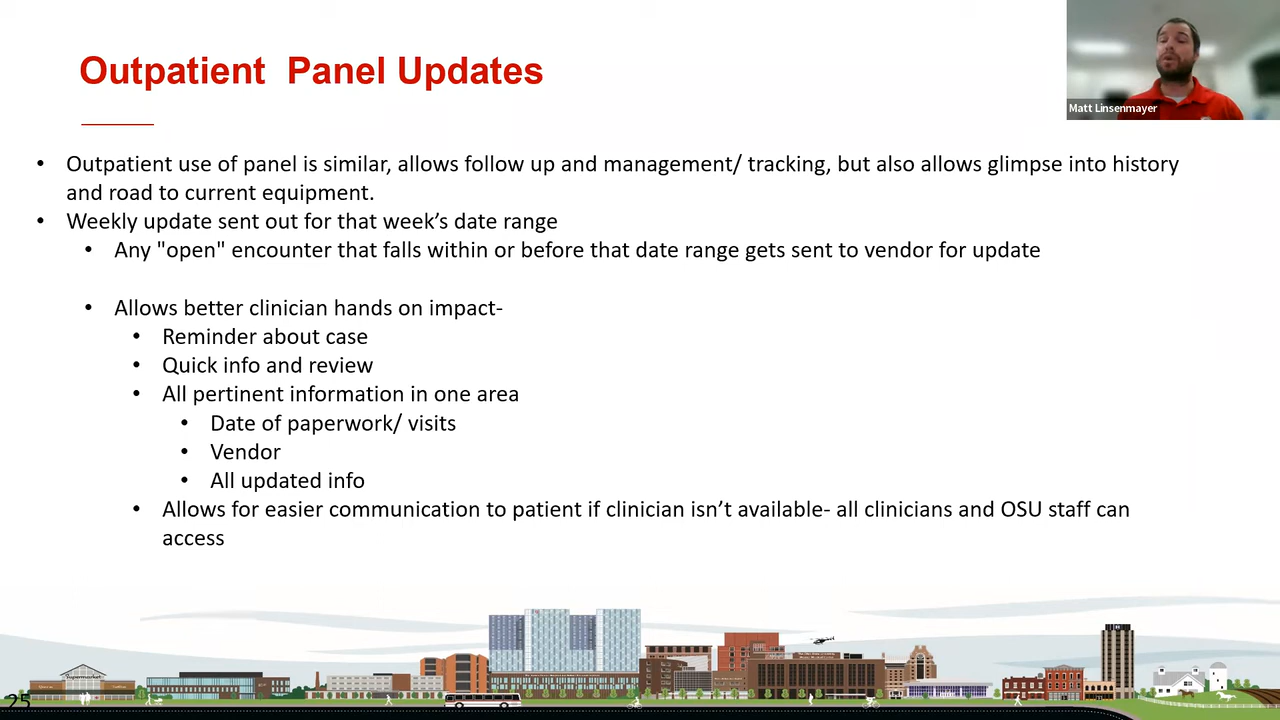 Outpatient  Panel Updates
Matt Linsenmayer
• Outpatient use of panel is similar, allows follow up and management/ tracking, but also allows glimpse into history
and road to current equipment.
• Weekly update sent out for that week’s date range
• Any "open" encounter that falls within or before that date range gets sent to vendor for update
• Allows better clinician hands on impact-
• Reminder about case
• Quick info and review
• All pertinent information in one area
• Date of paperwork/ visits
• Vendor
• All updated info
• Allows for easier communication to patient if clinician isn’t available- all clinicians and OSU staff can
access
Supermarket
25